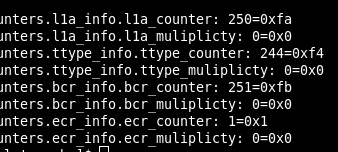 unters.l1a_info.l1a_counter: 250=0xfa
unters.l1a_info.l1a_muliplicty: 0=0x0
unters.ttype_info.ttype_counter: 244=0xf4
unters.ttype_info.ttype_muliplicty: 0=0x0
unters.bcr_info.bcr_counter: 251=0xfb
unters.bcr_info.bcr_muliplicty: 0=0x0
unters.ecr_info.ecr_counter: 1=0x1
unters.ecr_info.ecr_muliplicty: 0=0x0